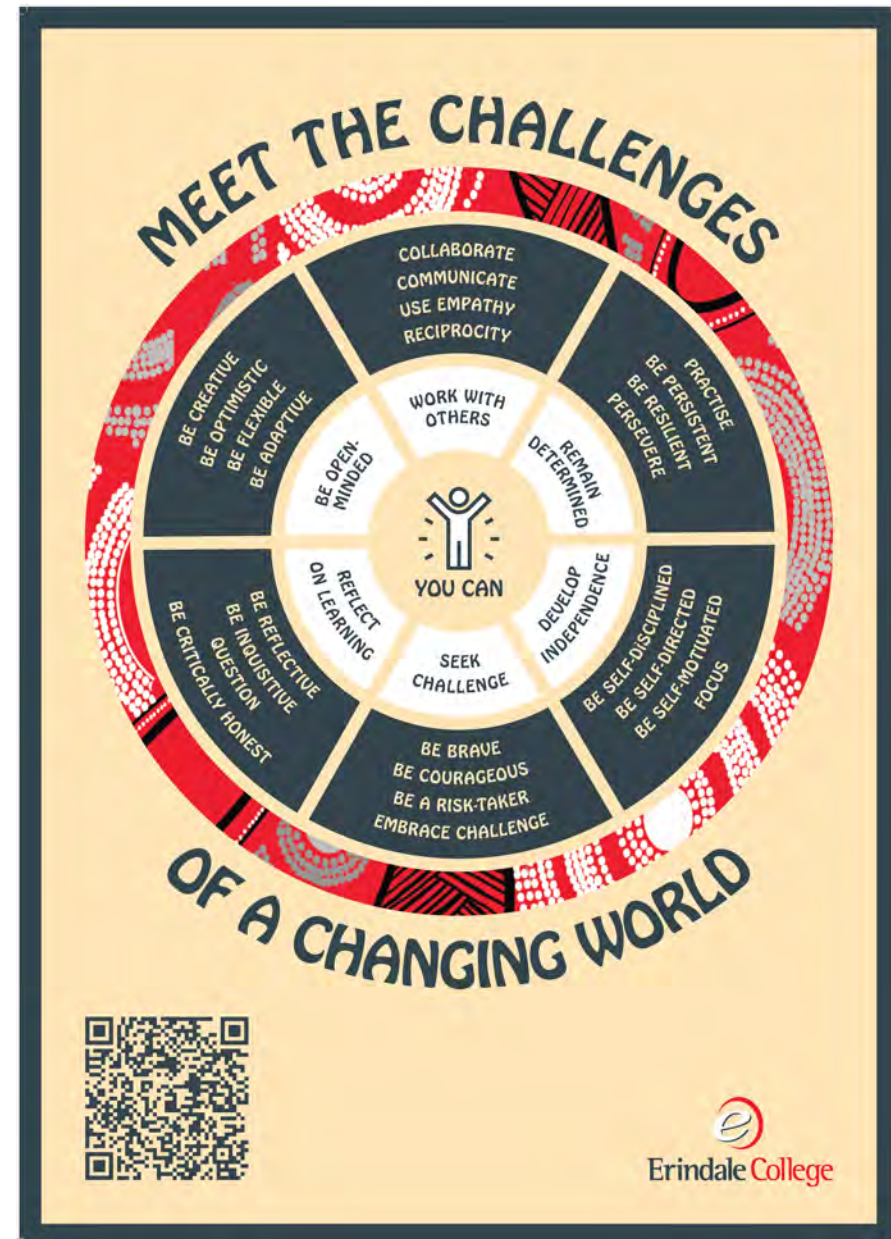 MEET THE CHALLENGES
COLLABORATE
COMMUNICATE
USE EMPATHY
RECIPROCITY
WORK WITH
OTHERS
PRACTISE
BE PERSISTENT
BE RESILIENT
PERSEVERE
REMAIN
DETERMINED
BE SELF-DISCIPLINED
BE SELF-DIRECTED
BE SELF-MOTIVATED
FOCUS
DEVELOP
INDEPENDENCE
SEEK
CHALLENGE
BE BRAVE
BE COURAGEOUS
BE A RISK-TAKER
EMBRACE CHALLENGE
REFLECT
ON LEARNING
BE REFLECTIVE
BE INQUISITIVE
QUESTION
BE CRITICALLY HONEST
BE CREATIVE
BE OPTIMISTIC
BE FLEXIBLE
BE ADAPTIVE
BE OPEN-
MINDED
YOU CAN
OF A CHANGING WORLD
e
Erindale College